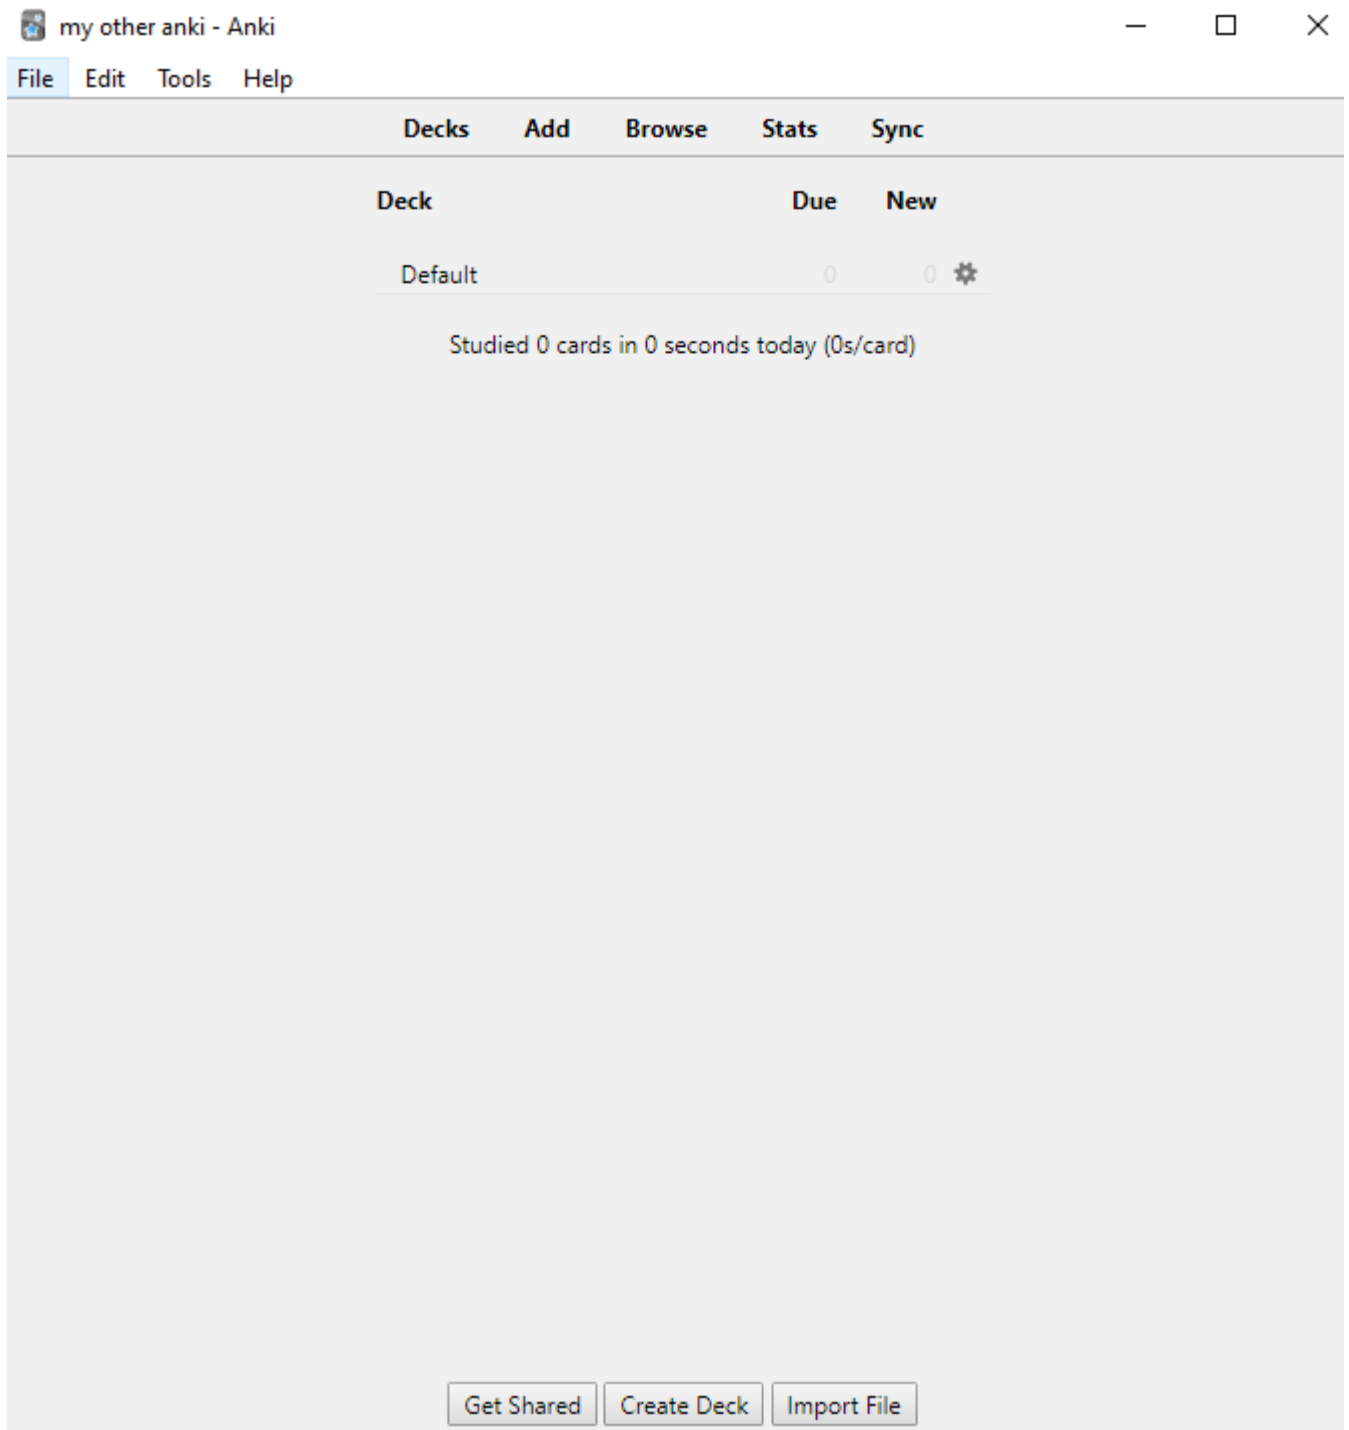 my other anki - Anki
File Edit Tools Help
Decks Add Browse Stats Sync
Deck Due New
Default 0 0
Studied 0 cards in 0 seconds today (0s/card)
Get Shared Create Deck Import File